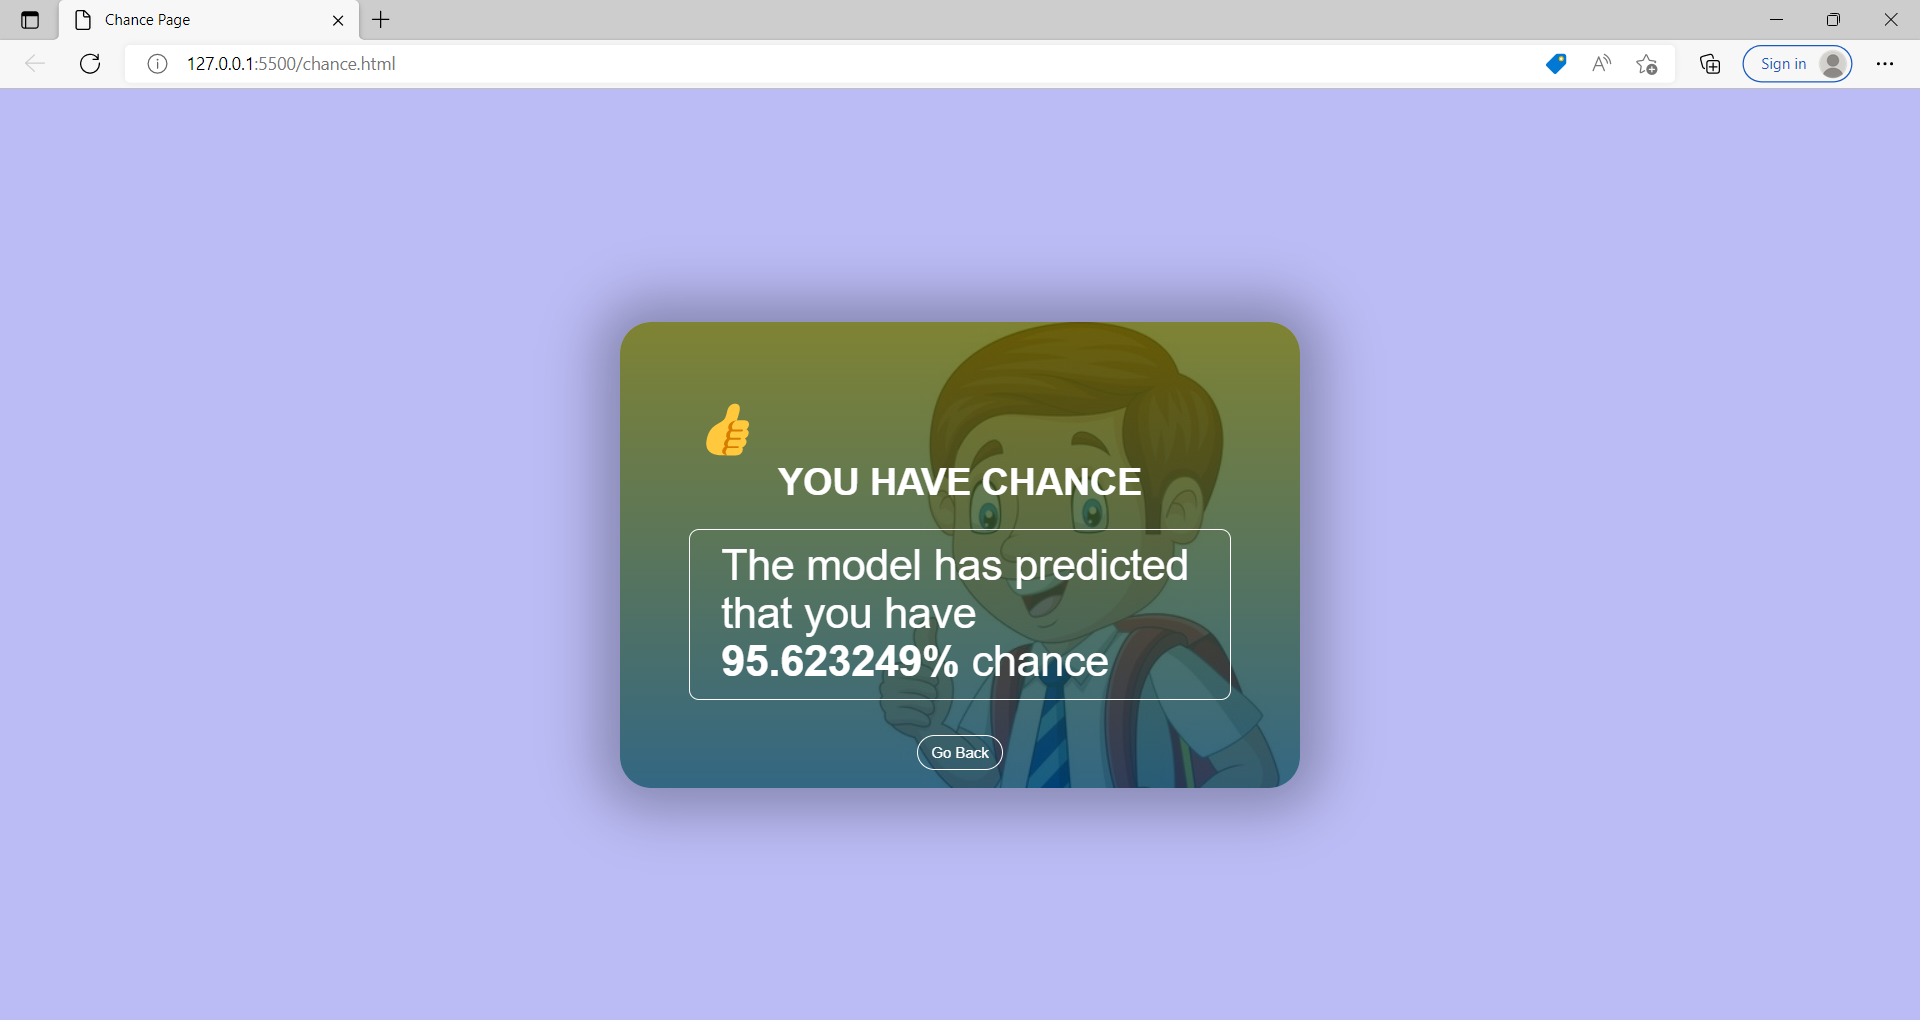 Chance Page
127.0.0.1:5500/chance.html
Sign in
👍
YOU HAVE CHANCE
The model has predicted
that you have
95.623249% chance
Go Back